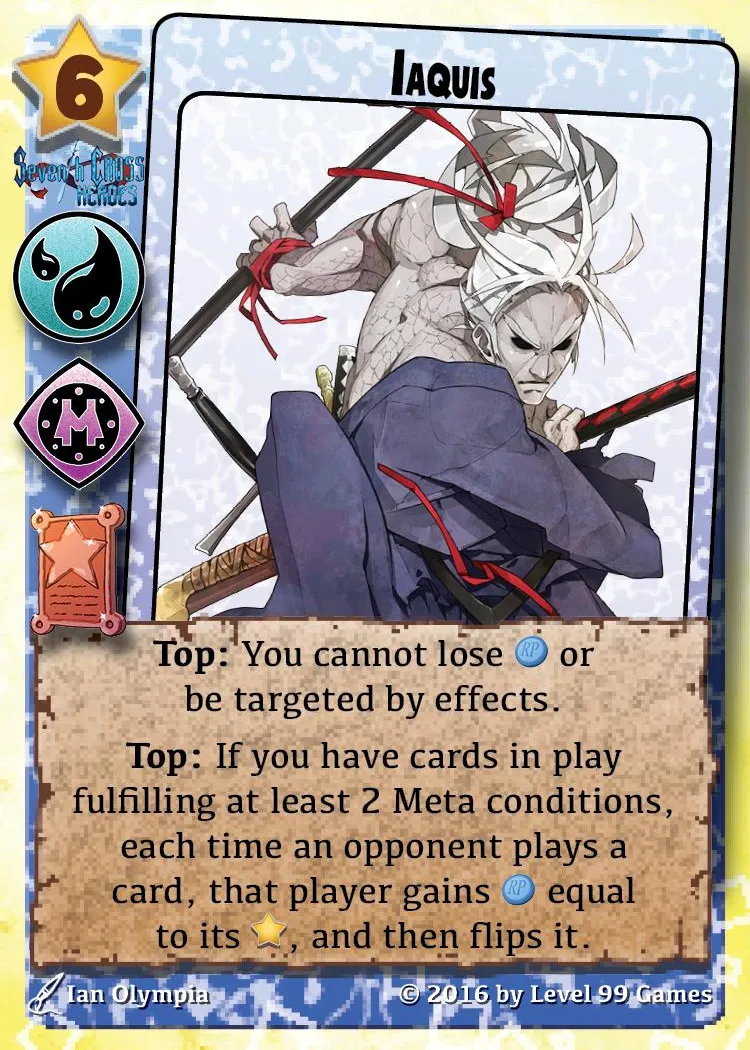 6
IAQUIS
Seventh Cross
HEROES
M
Top: You cannot lose RP or
be targeted by effects.
Top: If you have cards in play
fulfilling at least 2 Meta conditions,
each time an opponent plays a
card, that player gains RP equal
to its , and then flips it.
Ian Olympia
© 2016 by Level 99 Games